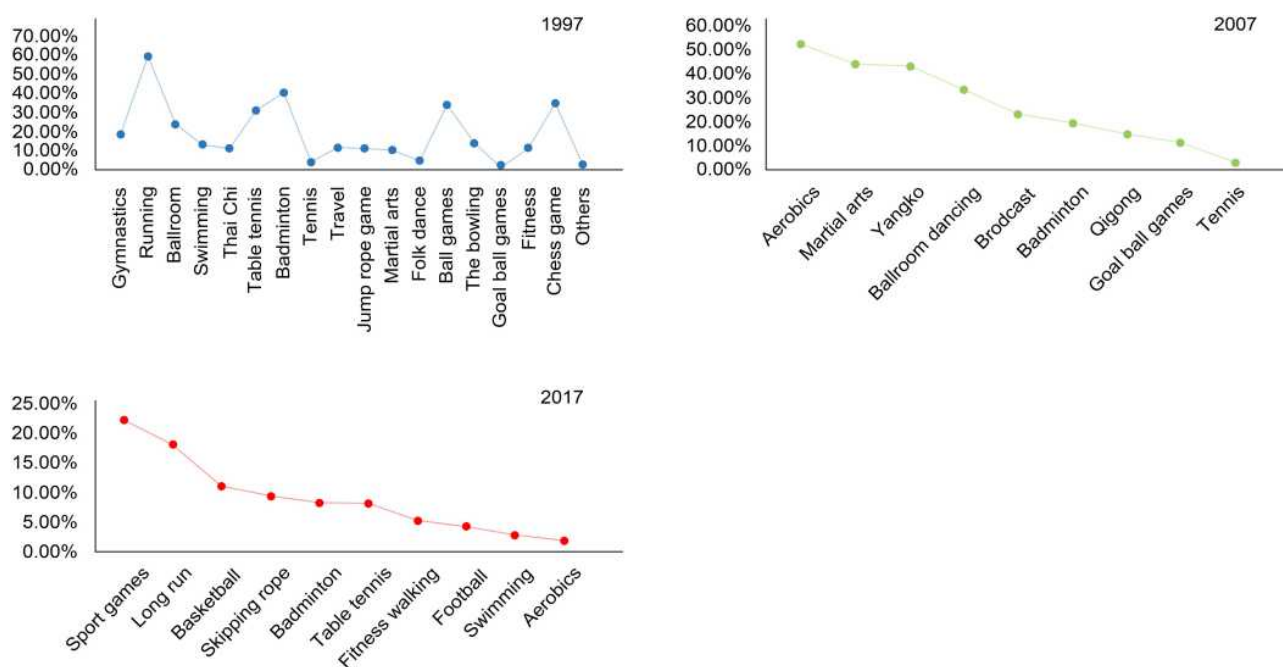 1997
70.00%
60.00%
50.00%
40.00%
30.00%
20.00%
10.00%
0.00%
Gymnastics
Running
Ballroom
Swimming
Thai Chi
Table tennis
Badminton
Tennis
Travel
Jump rope game
Martial arts
Folk dance
Ball games
The bowling
Goal ball games
Fitness
Chess game
Others
2007
60.00%
50.00%
40.00%
30.00%
20.00%
10.00%
0.00%
Aerobics
Martial arts
Yangko
Ballroom dancing
Brodcast
Badminton
Qigong
Goal ball games
Tennis
2017
25.00%
20.00%
15.00%
10.00%
5.00%
0.00%
Sport games
Long run
Basketball
Skipping rope
Badminton
Table tennis
Fitness walking
Football
Swimming
Aerobics